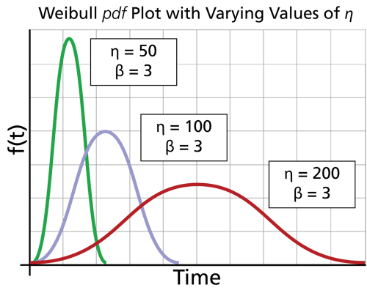 Weibull pdf Plot with Varying Values of η
η = 50
β = 3
η = 100
β = 3
η = 200
β = 3
f(t)
Time